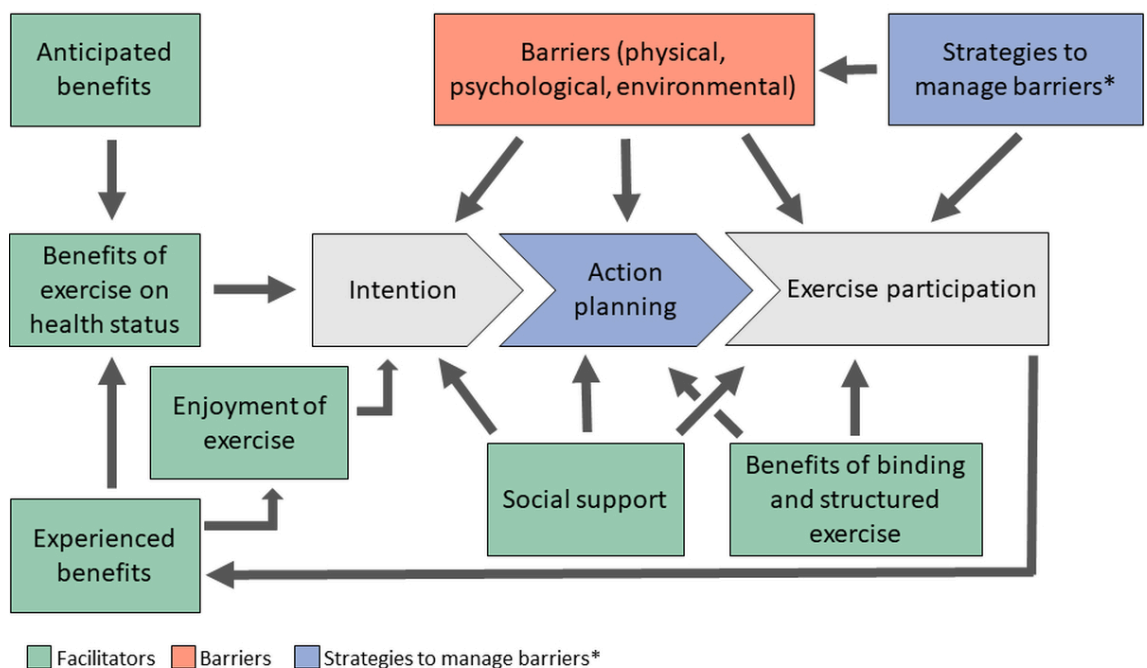 Anticipated
benefits
Barriers (physical,
psychological, environmental)
Strategies to
manage barriers*
Benefits of
exercise on
health status
Intention
Action
planning
Exercise participation
Enjoyment of
exercise
Social support
Benefits of binding
and structured
exercise
Experienced
benefits
Facilitators
Barriers
Strategies to manage barriers*